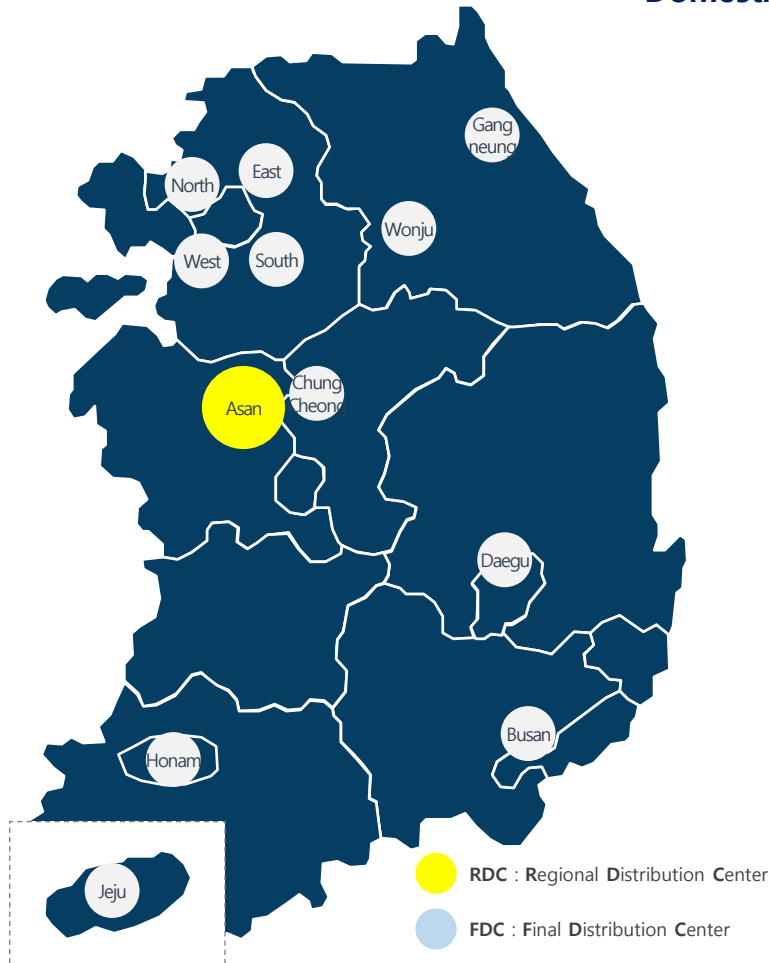 Gang
neung
East
North
Wonju
West
South
Chung
Cheong
Asan
Daegu
Busan
Honam
Jeju
RDC : Regional Distribution Center
FDC : Final Distribution Center